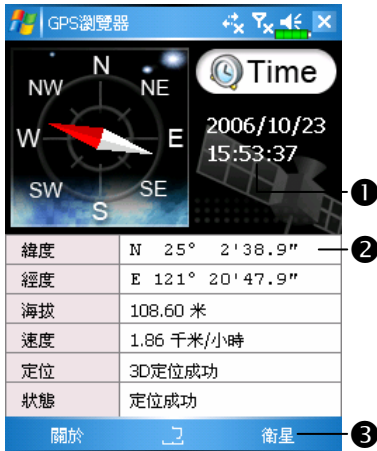 GPS瀏覽器
N
NW
NE
W
E
SW
SE
S
Time
2006/10/23
15:53:37
❶
緯度 N 25° 2'38.9" ❷
經度 E 121° 20'47.9"
海拔 108.60 米
速度 1.86 千米/小時
定位 3D定位成功
狀態 定位成功
關於 衛星 ❸